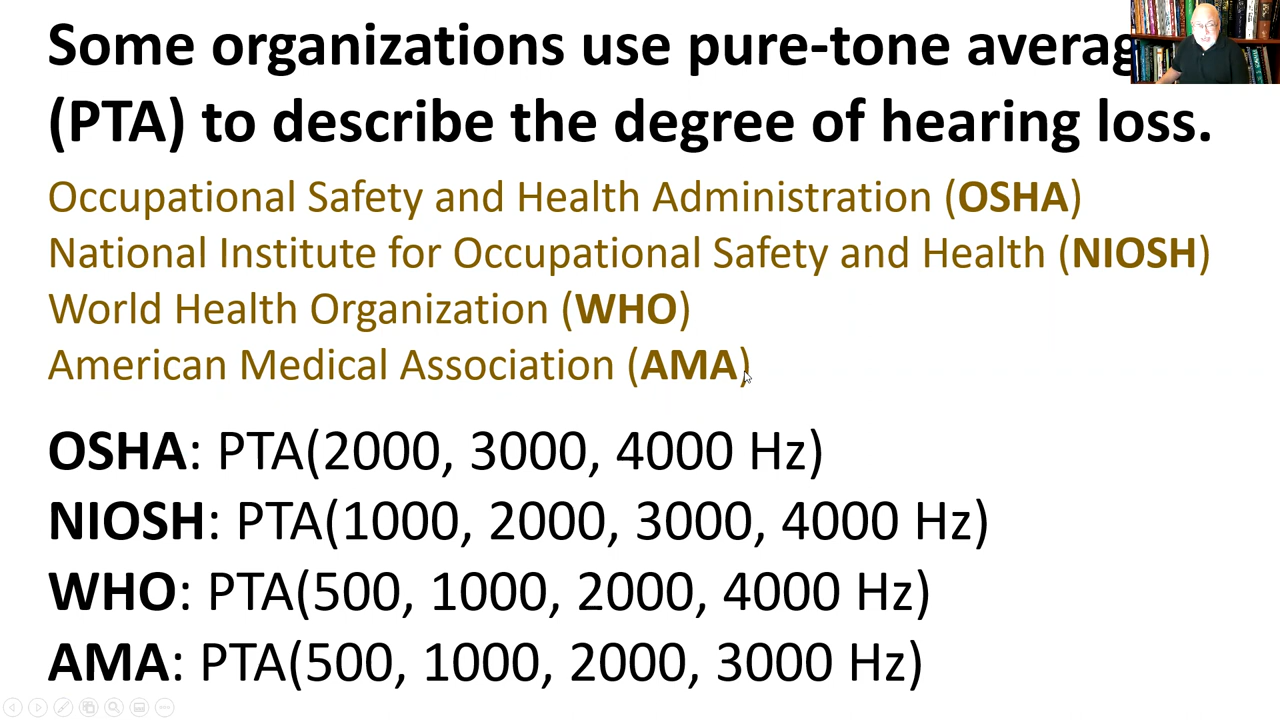 Some organizations use pure-tone averag
(PTA) to describe the degree of hearing loss.
Occupational Safety and Health Administration (OSHA)
National Institute for Occupational Safety and Health (NIOSH)
World Health Organization (WHO)
American Medical Association (AMA)
OSHA: PTA(2000, 3000, 4000 Hz)
NIOSH: PTA(1000, 2000, 3000, 4000 Hz)
WHO: PTA(500, 1000, 2000, 4000 Hz)
AMA: PTA(500, 1000, 2000, 3000 Hz)